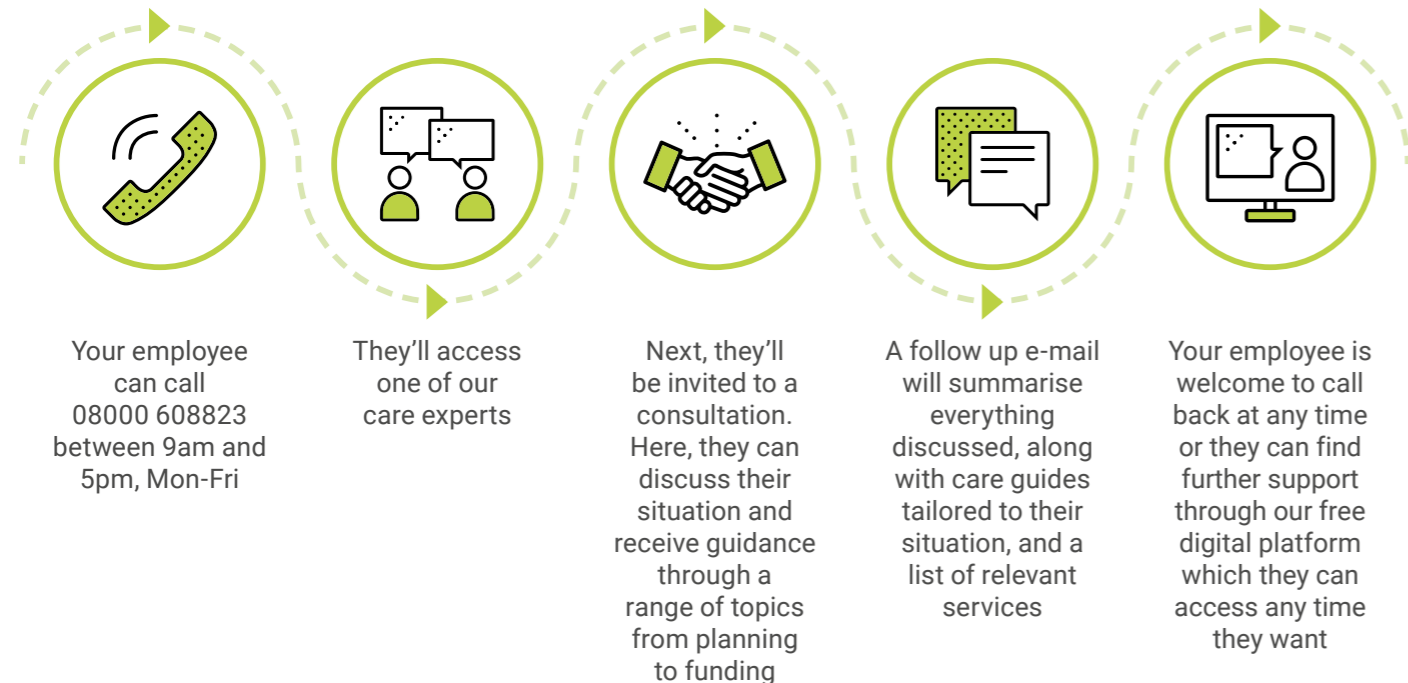 Your employee
can call
08000 608823
between 9am and
5pm, Mon-Fri
They’ll access
one of our
care experts
Next, they’ll
be invited to a
consultation.
Here, they can
discuss their
situation and
receive guidance
through a
range of topics
from planning
to funding
A follow up e-mail
will summarise
everything
discussed, along
with care guides
tailored to their
situation, and a
list of relevant
services
Your employee is
welcome to call
back at any time
or they can find
further support
through our free
digital platform
which they can
access any time
they want